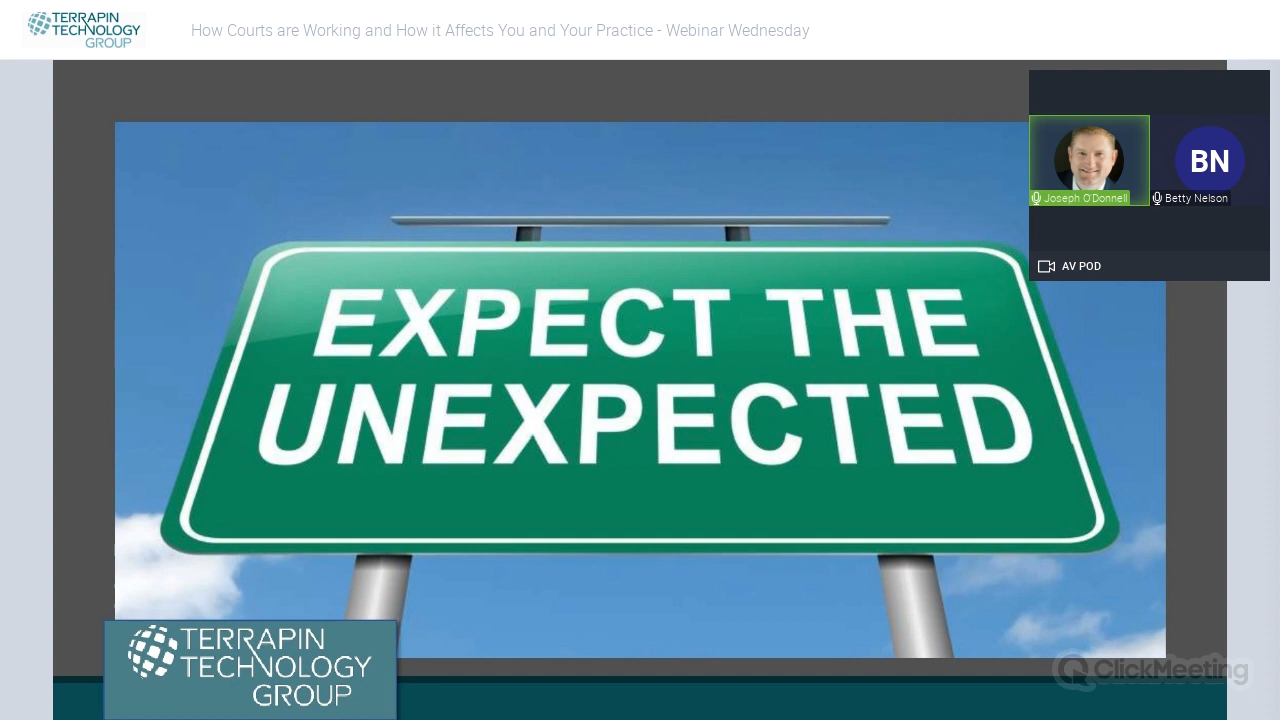 TERRAPIN
TECHNOLOGY
GROUP
How Courts are Working and How it Affects You and Your Practice - Webinar Wednesday
BN
Joseph O'Donnell
Betty Nelson
AV POD
EXPECT THE
UNEXPECTED
TERRAPIN
TECHNOLOGY
GROUP
ClickMeeting